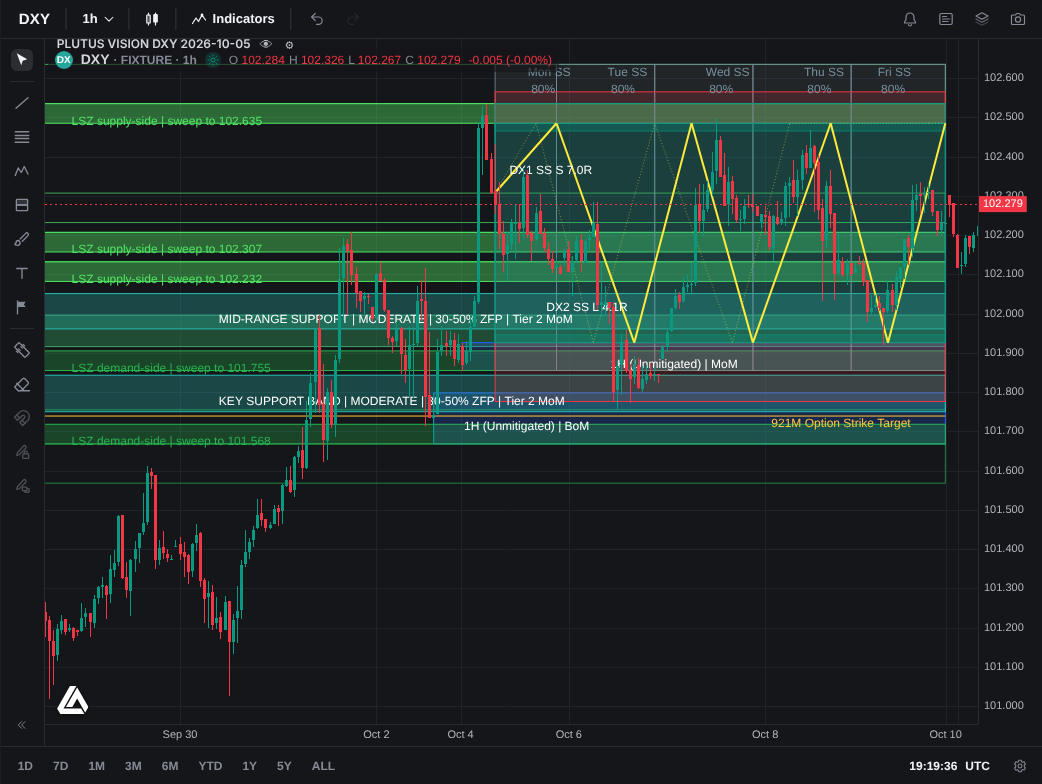 DXY
1h
Indicators
PLUTUS VISION DXY 2026-10-05
DX DXY · FIXTURE · 1h O 102.284 H 102.326 L 102.267 C 102.279 -0.005 (-0.00%)
Mon SS Tue SS Wed SS Thu SS Fri SS
80% 80% 80% 80% 80%
LSZ supply-side | sweep to 102.635
DX1 SS S 7.0R
LSZ supply-side | sweep to 102.307
LSZ supply-side | sweep to 102.232
DX2 SS L 4.1R
MID-RANGE SUPPORT | MODERATE | 30-50% ZFP | Tier 2 MoM
LSZ demand-side | sweep to 101.755
1H (Unmitigated) | MoM
KEY SUPPORT BAND | MODERATE | 30-50% ZFP | Tier 2 MoM
1H (Unmitigated) | BoM
921M Option Strike Target
LSZ demand-side | sweep to 101.568
102.600
102.500
102.400
102.300
102.279
102.200
102.100
102.000
101.900
101.800
101.700
101.600
101.500
101.400
101.300
101.200
101.100
101.000
Sep 30 Oct 2 Oct 4 Oct 6 Oct 8 Oct 10
1D 7D 1M 3M 6M YTD 1Y 5Y ALL
19:19:36 UTC